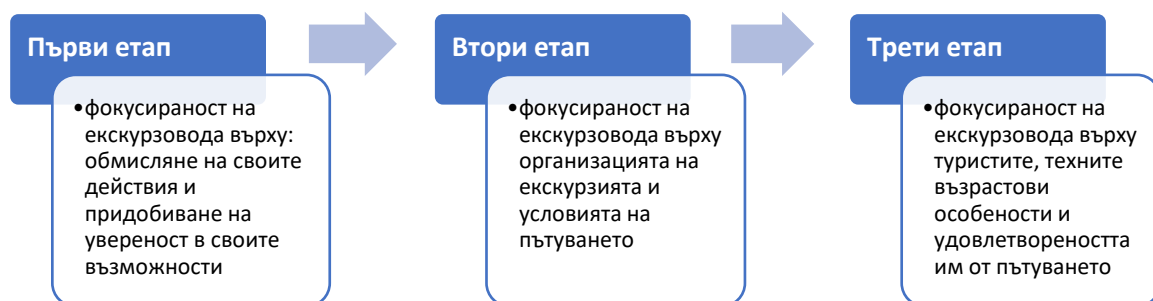 Първи етап
•фокусираност на
екскурзовода върху:
обмисляне на своите
действия и
придобиване на
увереност в своите
възможности
Втори етап
•фокусираност на
екскурзовода върху
организацията на
екскурзията и
условията на
пътуването
Трети етап
•фокусираност на
екскурзовода върху
туристите, техните
възрастови
особености и
удовлетвореността
им от пътуването